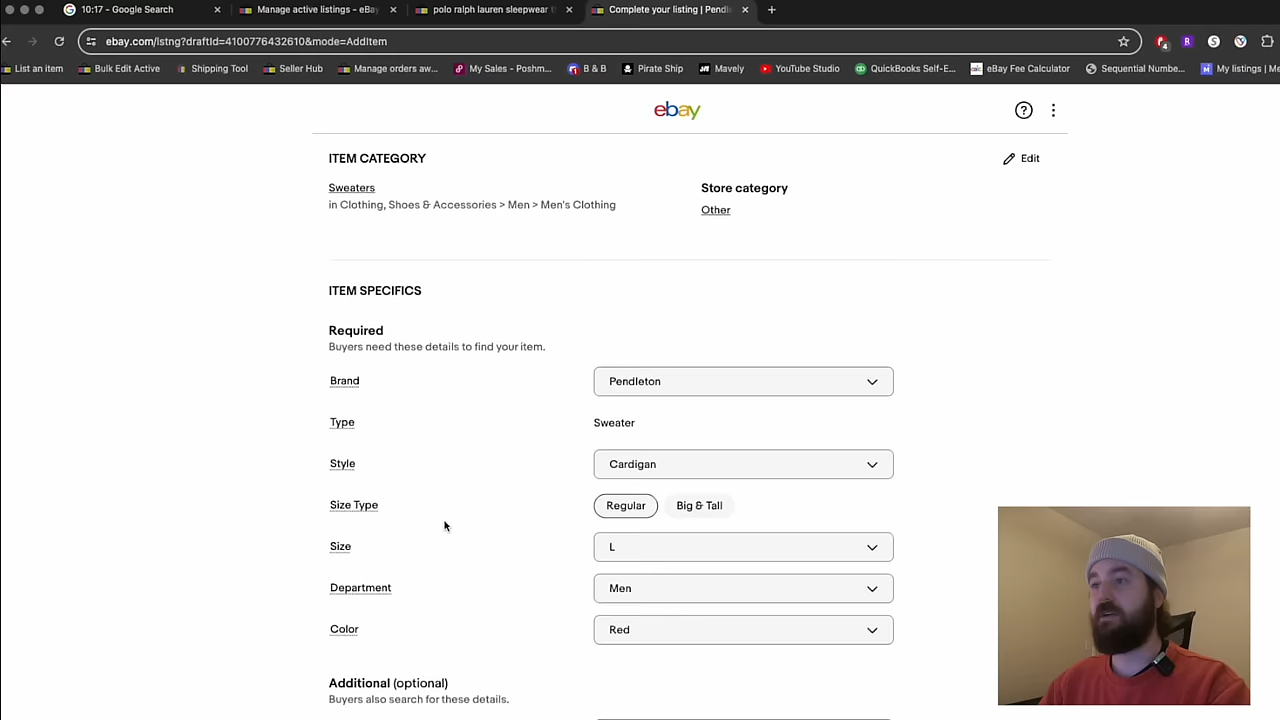 10:17 - Google Search
Manage active listings - eBay
polo ralph lauren sleepwear
Complete your listing | Pendl
ebay.com/lstng?draftId=4100776432610&mode=AddItem
4
List an item
Bulk Edit Active
Shipping Tool
Seller Hub
Manage orders aw...
My Sales - Poshm...
B & B
Pirate Ship
Mavely
YouTube Studio
QuickBooks Self-E...
eBay Fee Calculator
Sequential Numbe...
My listings | Me
ebay
ITEM CATEGORY
Edit
Sweaters
in Clothing, Shoes & Accessories > Men > Men's Clothing
Store category
Other
ITEM SPECIFICS
Required
Buyers need these details to find your item.
Brand
Pendleton
Type
Sweater
Style
Cardigan
Size Type
Regular
Big & Tall
Size
L
Department
Men
Color
Red
Additional (optional)
Buyers also search for these details.